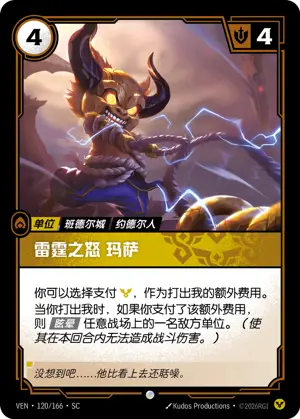 4
4
单位 班德尔城 约德尔人
雷霆之怒 玛萨
你可以选择支付 ，作为打出我的额外费用。
当你打出我时，如果你支付了该额外费用，
则 眩晕 任意战场上的一名敌方单位。（使
其在本回合内无法造成战斗伤害。）
没想到吧……他比看上去还聒噪。
VEN • 120/166 • SC
Kudos Productions • ©2026RGI